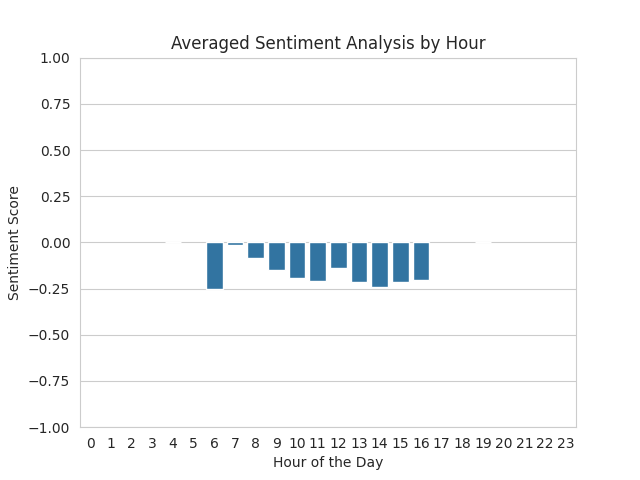 Averaged Sentiment Analysis by Hour
1.00
0.75
0.50
0.25
0.00
−0.25
−0.50
−0.75
−1.00
Sentiment Score
0 1 2 3 4 5 6 7 8 9 10 11 12 13 14 15 16 17 18 19 20 21 22 23
Hour of the Day